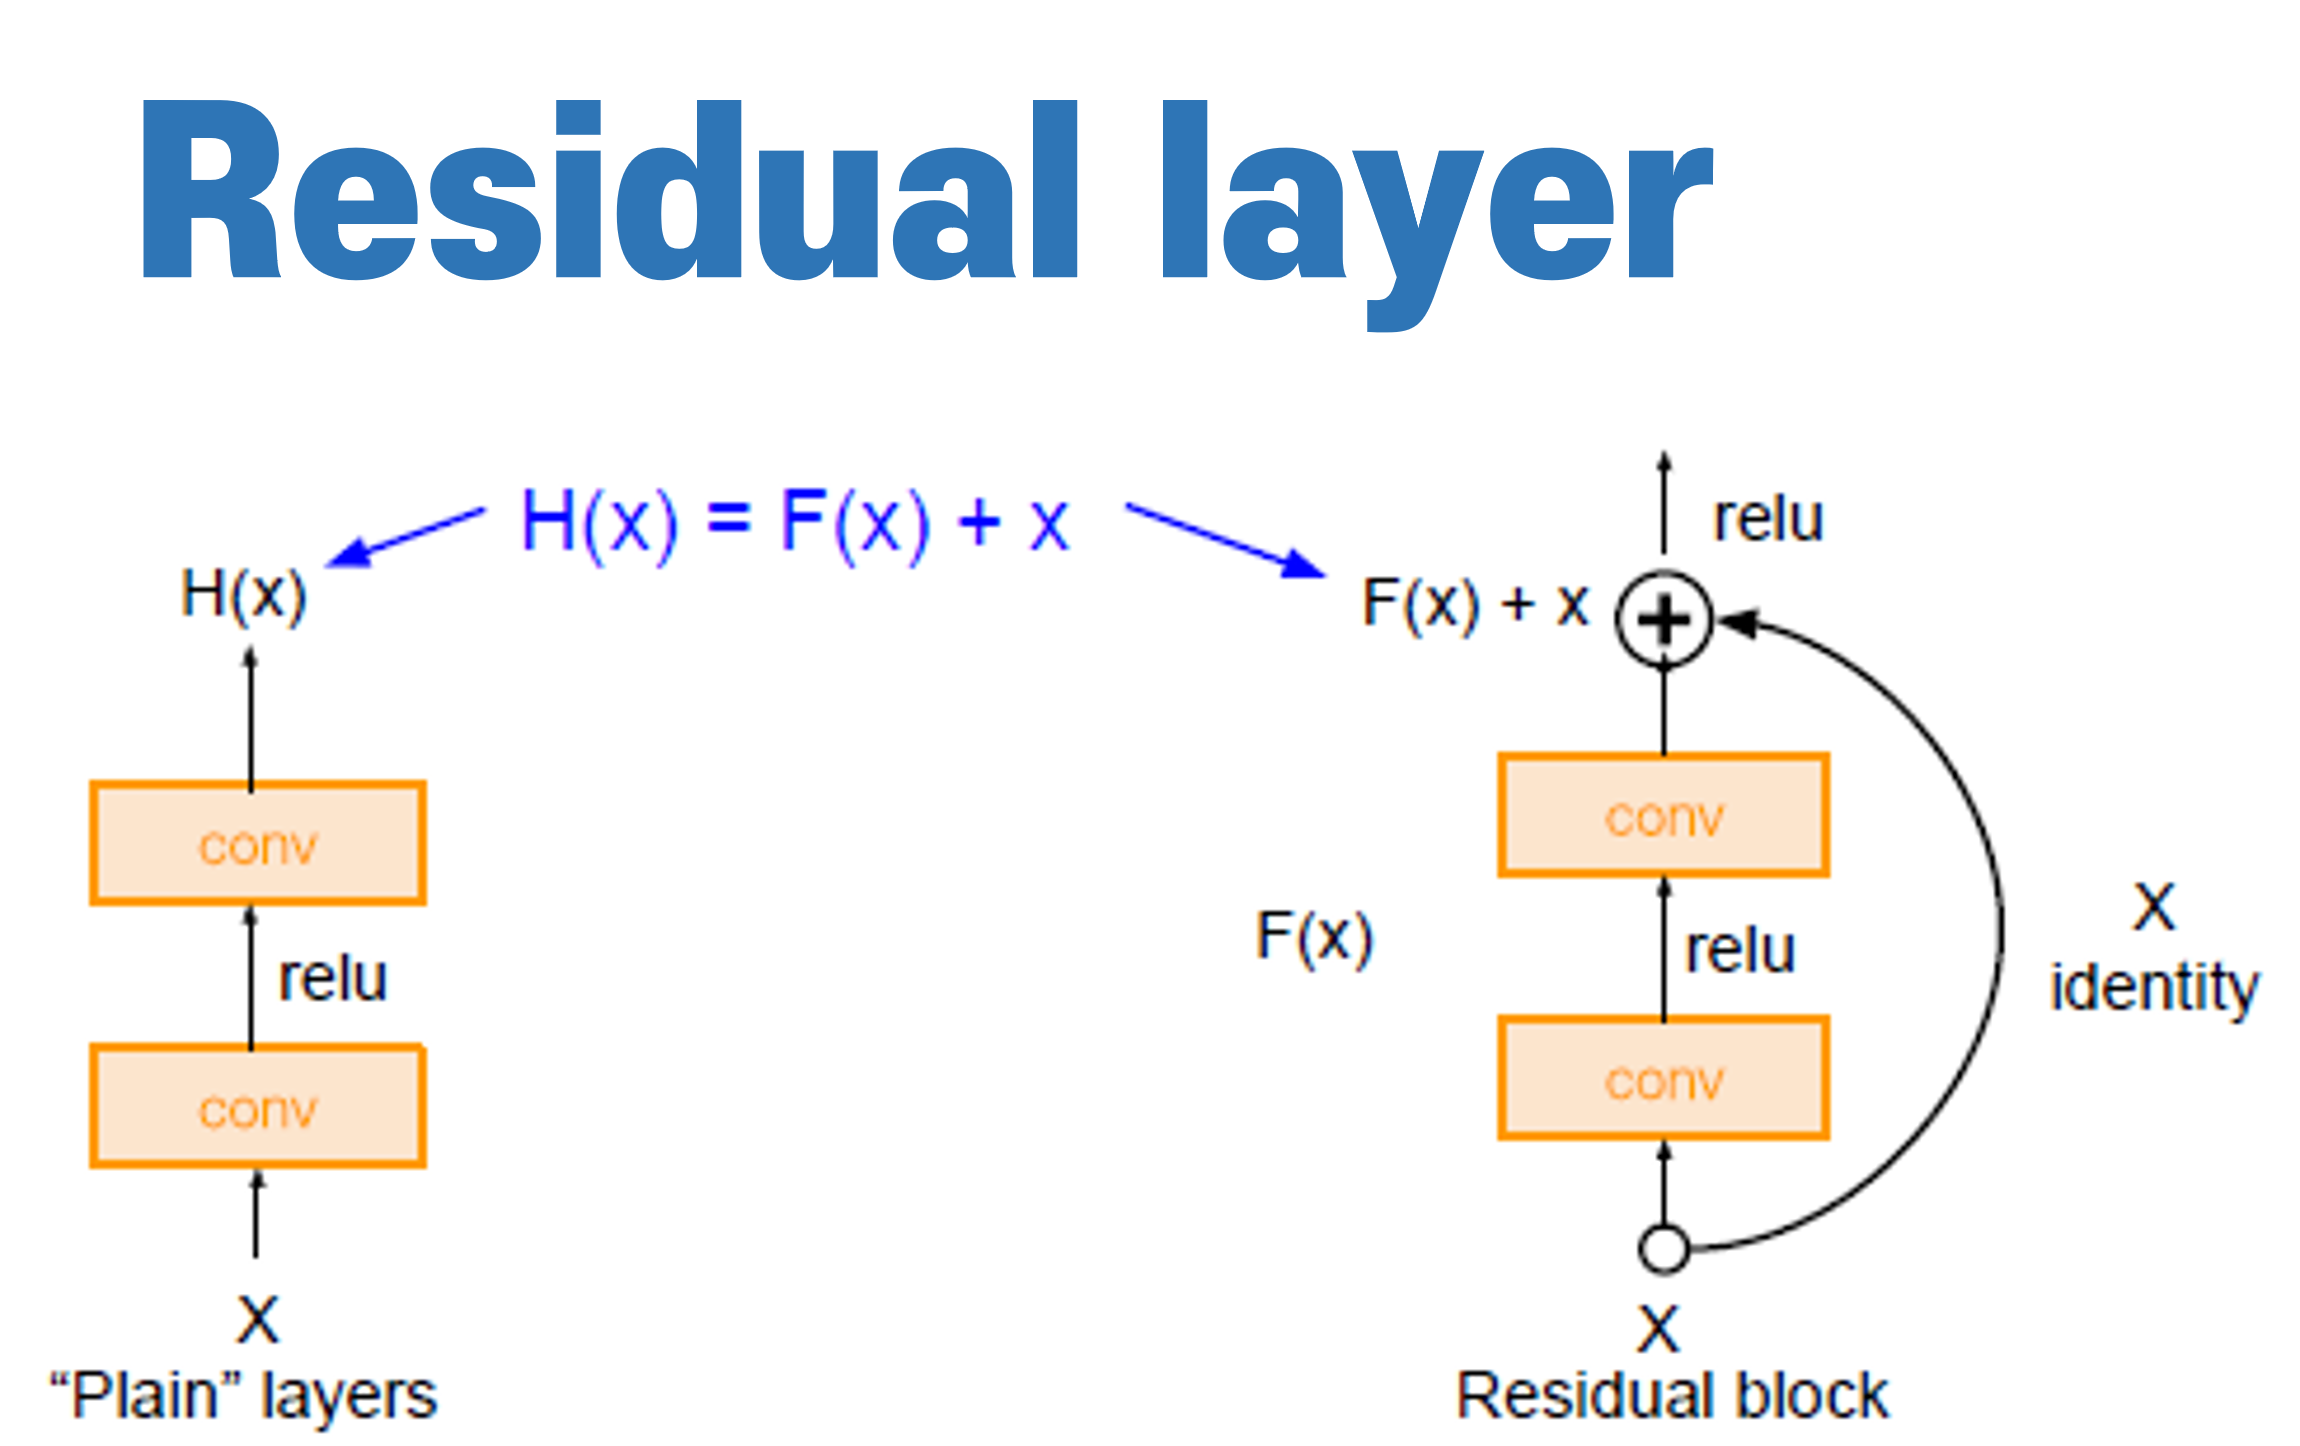 Residual layer
H(x) = F(x) + x
H(x)
conv
relu
conv
X
“Plain” layers
relu
F(x) + x
conv
F(x)
relu
conv
X
identity
X
Residual block